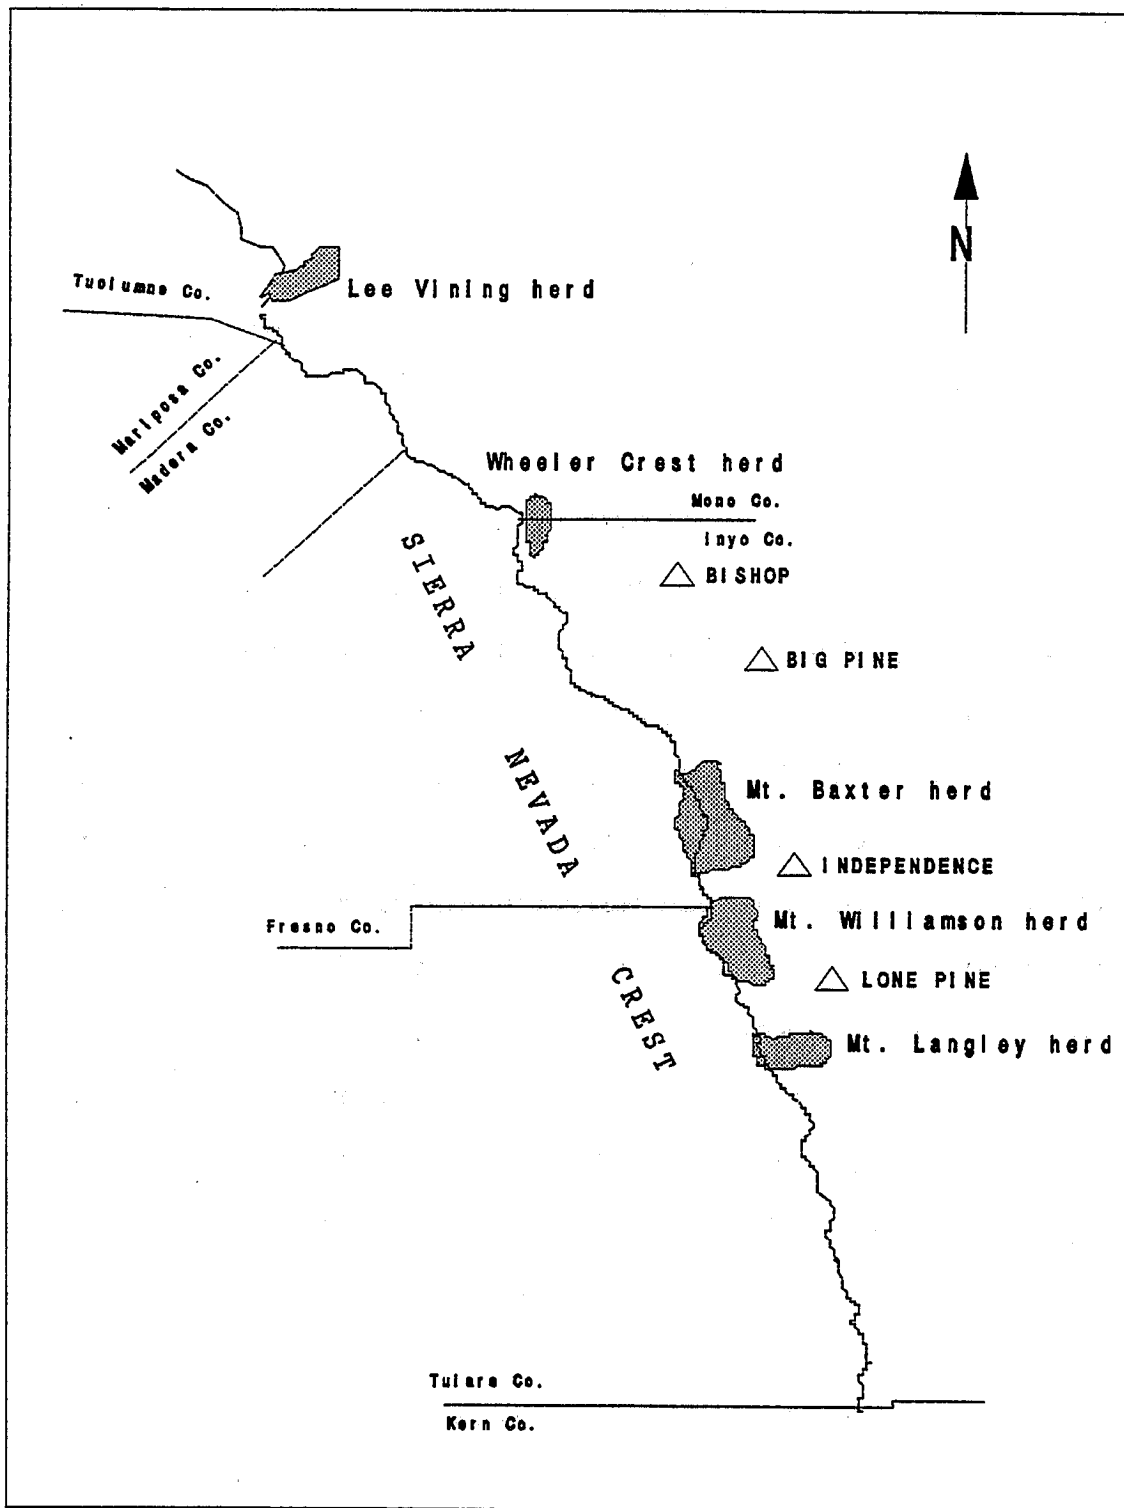 N
Lee Vining herd
Tuolumne Co.
Mariposa Co.
Madera Co.
Wheeler Crest herd
Mono Co.
Inyo Co.
BISHOP
SIERRA
BIG PINE
NEVADA
Mt. Baxter herd
INDEPENDENCE
Fresno Co.
Mt. Williamson herd
CREST
LONE PINE
Mt. Langley herd
Tulare Co.
Kern Co.